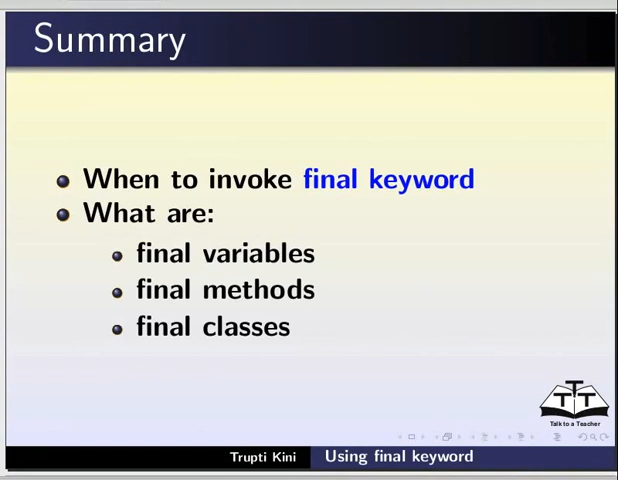 Summary
When to invoke final keyword
What are:
final variables
final methods
final classes
TTT
Talk to a Teacher
Trupti Kini
Using final keyword